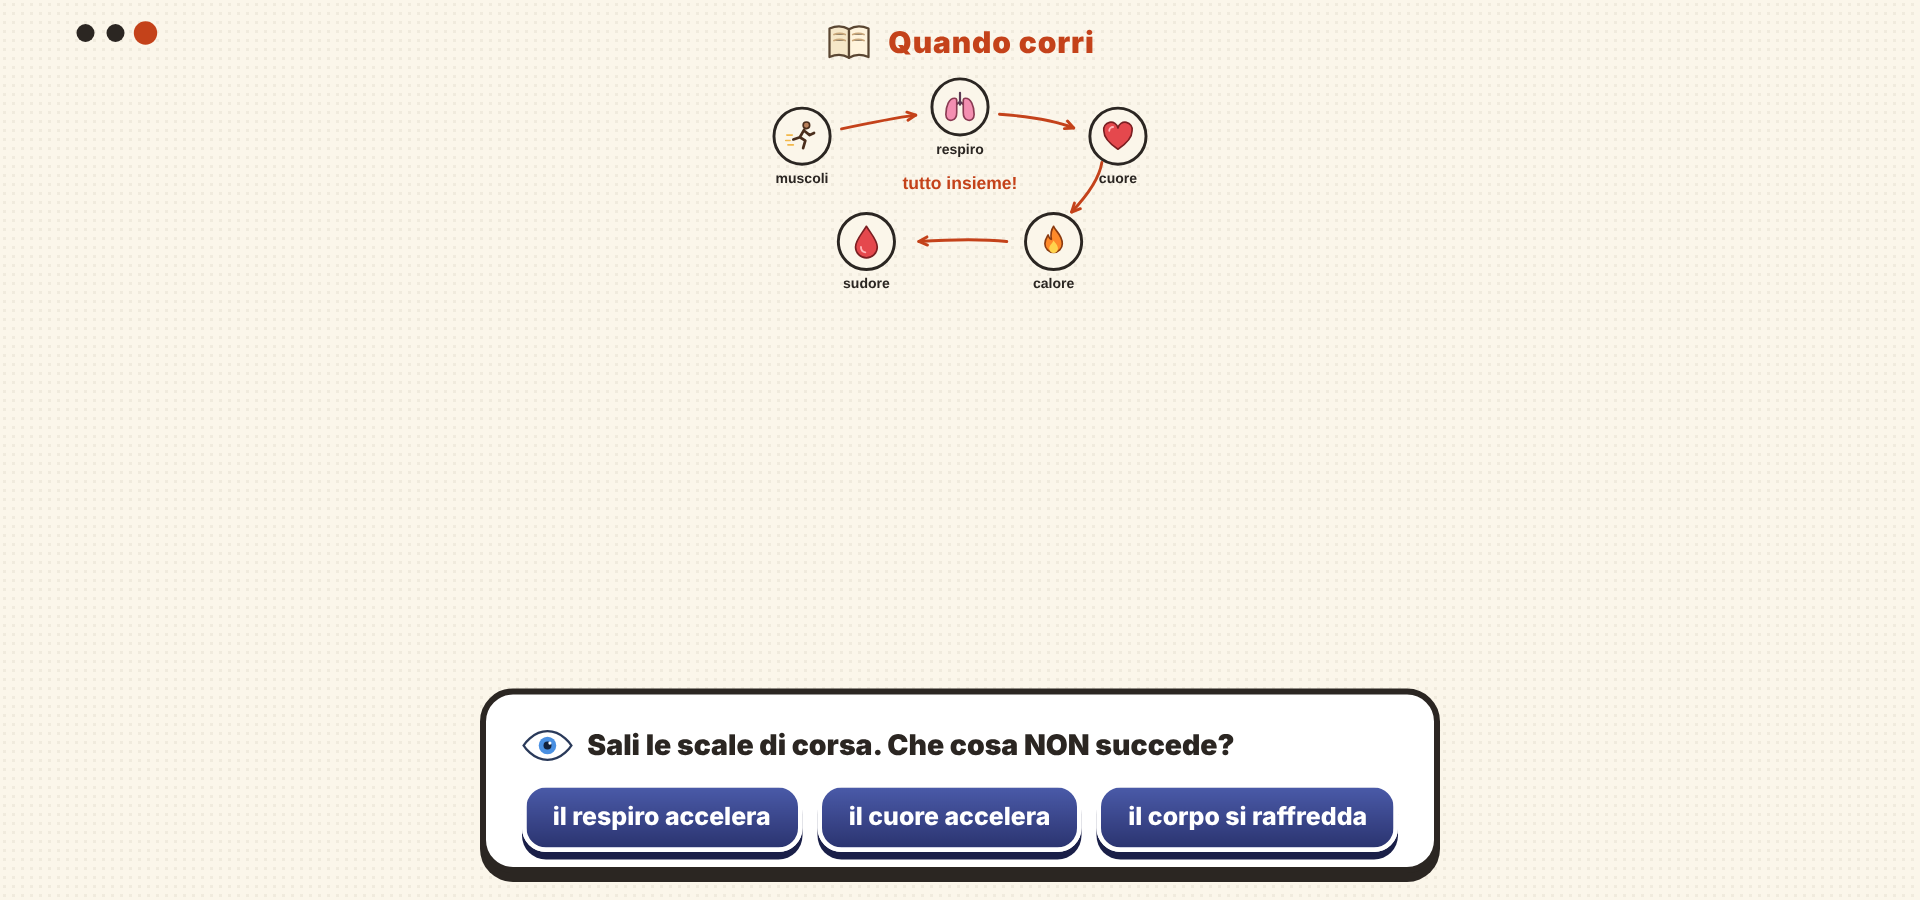 Quando corri
respiro
muscoli
cuore
tutto insieme!
sudore
calore
Sali le scale di corsa. Che cosa NON succede?
il respiro accelera
il cuore accelera
il corpo si raffredda